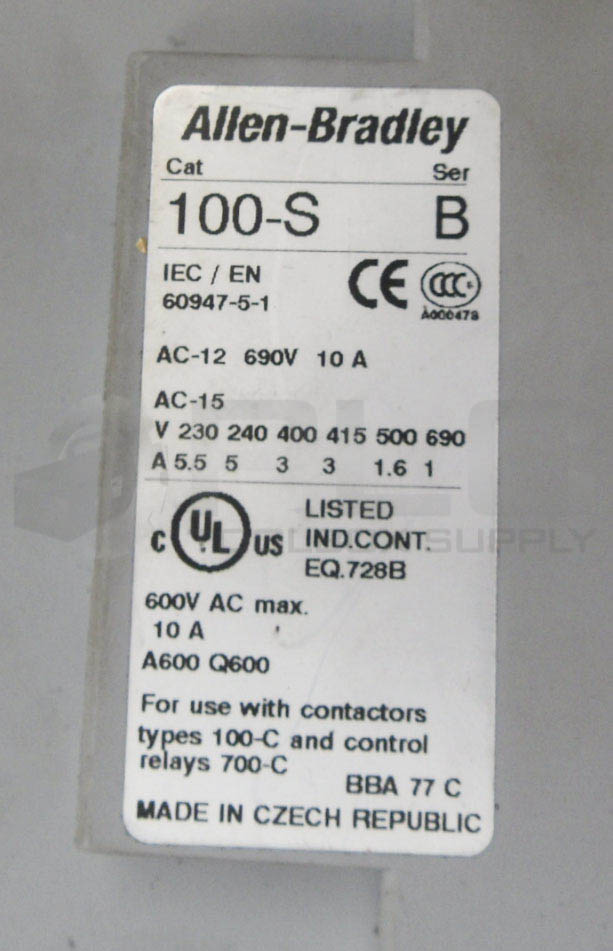 Allen-Bradley
Cat Ser
100-S B
IEC / EN
60947-5-1
CE CCC
A000478
AC-12 690V 10 A
AC-15
V 230 240 400 415 500 690
A 5.5 5 3 3 1.6 1
C UL US
LISTED
IND.CONT.
EQ.728B
600V AC max.
10 A
A600 Q600
For use with contactors
types 100-C and control
relays 700-C
BBA 77 C
MADE IN CZECH REPUBLIC
SUPPLY